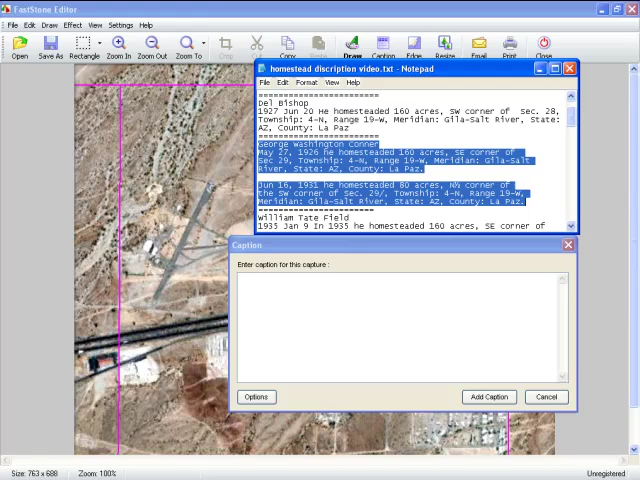 FastStone Editor
File Edit Draw Effect View Settings Help
Open Save As Rectangle Zoom In Zoom Out Zoom To Crop Cut Copy Paste Draw Caption Edge Resize Email Print Close
homestead discription video.txt - Notepad
File Edit Format View Help
=======================
Del Bishop
1927 Jun 20 He homesteaded 160 acres, SW corner of Sec. 28,
Township: 4-N, Range 19-W, Meridian: Gila-Salt River, State:
AZ, County: La Paz
=======================
George Washington Conner
May 27, 1926 he homesteaded 160 acres, SE corner of
Sec 29, Township: 4-N, Range 19-W, Meridian: Gila-Salt
River, State: AZ, County: La Paz.
Jun 16, 1931 he homesteaded 80 acres, N½ corner of
the SW corner of Sec. 29/, Township: 4-N, Range 19-W,
Meridian: Gila-Salt River, State: AZ, County: La Paz.
======================
William Tate Field
1935 Jan 9 In 1935 he homesteaded 160 acres, SE corner of
Caption
Enter caption for this capture :
Options Add Caption Cancel
Size: 763 x 688 Zoom: 100% Unregistered